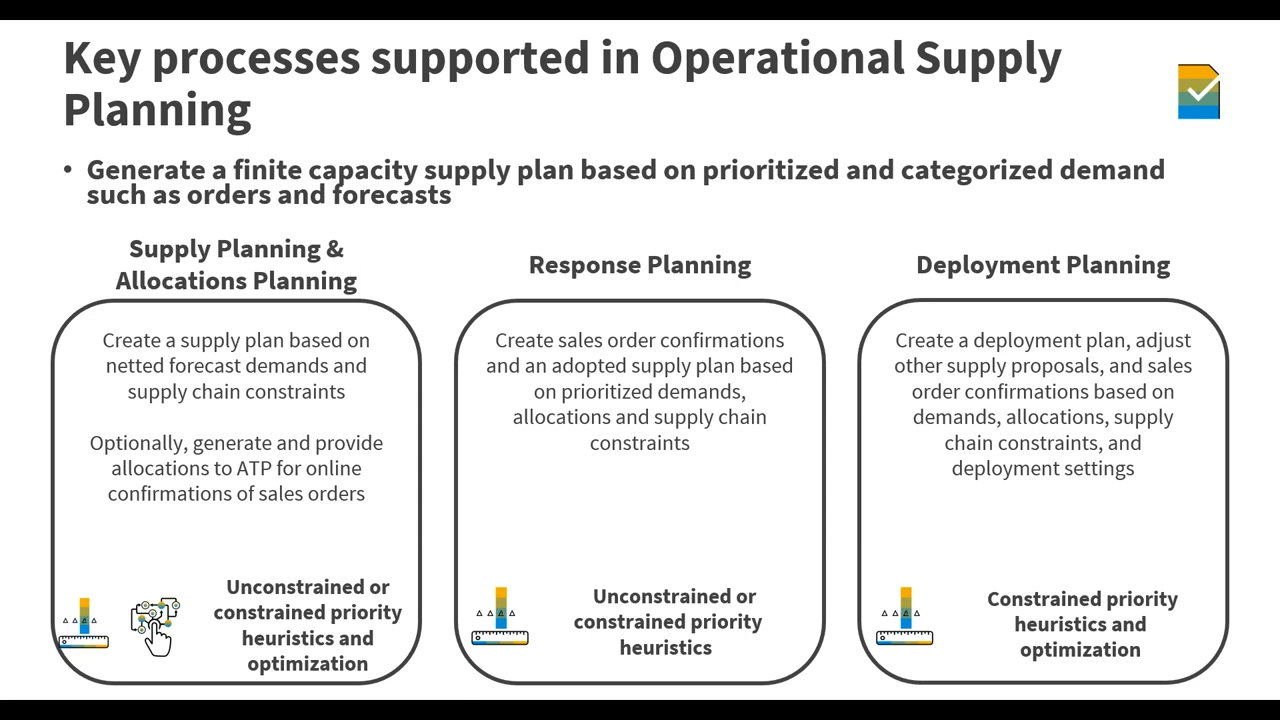 Key processes supported in Operational Supply
Planning
• Generate a finite capacity supply plan based on prioritized and categorized demand
such as orders and forecasts
Supply Planning &
Allocations Planning
Create a supply plan based on
netted forecast demands and
supply chain constraints
Optionally, generate and provide
allocations to ATP for online
confirmations of sales orders
Unconstrained or
constrained priority
heuristics and
optimization
Response Planning
Create sales order confirmations
and an adopted supply plan based
on prioritized demands,
allocations and supply chain
constraints
Unconstrained or
constrained priority
heuristics
Deployment Planning
Create a deployment plan, adjust
other supply proposals, and sales
order confirmations based on
demands, allocations, supply
chain constraints, and
deployment settings
Constrained priority
heuristics and
optimization